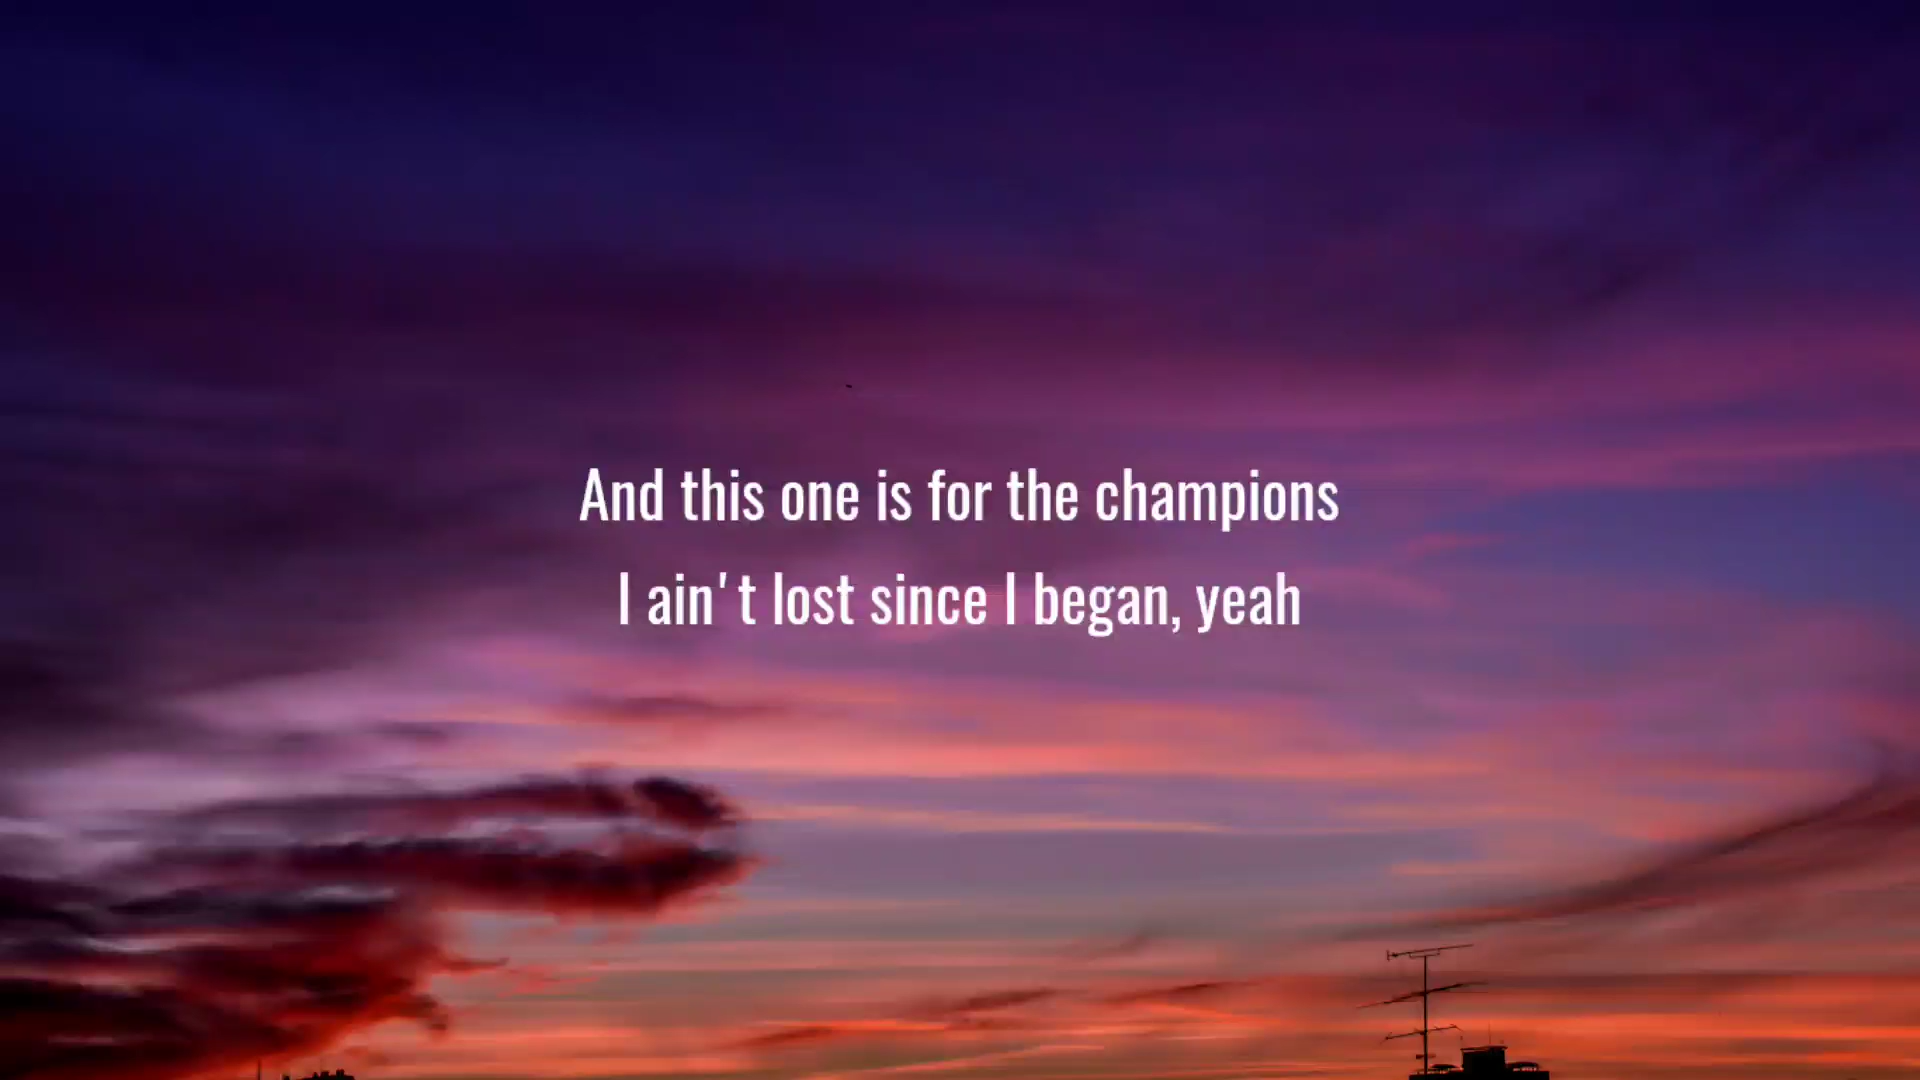 And this one is for the champions
I ain't lost since I began, yeah